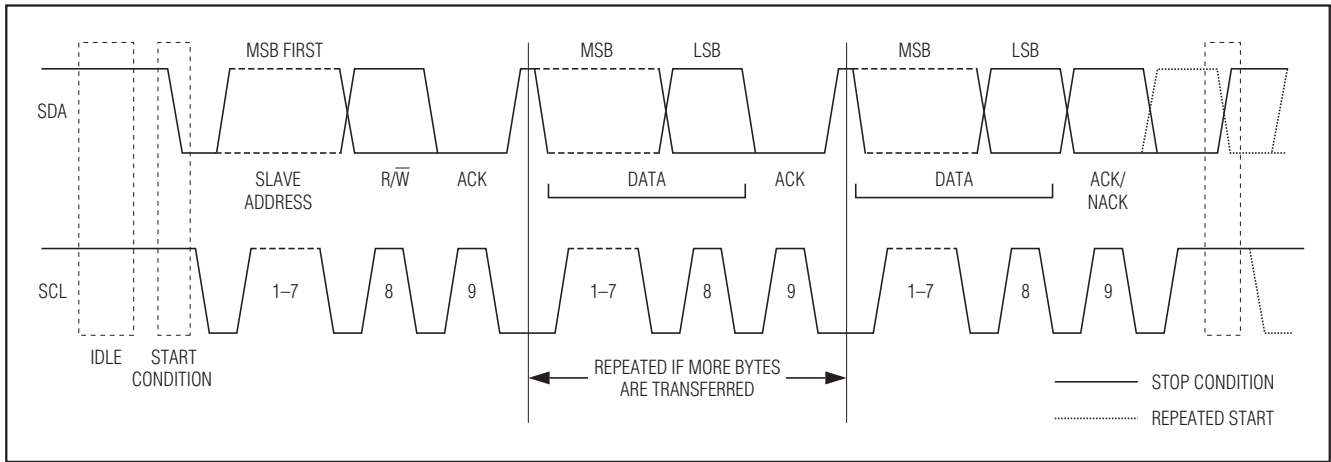 MSB FIRST
MSB
LSB
MSB
LSB
SDA
SLAVE
ADDRESS
R/W̅
ACK
DATA
ACK
DATA
ACK/
NACK
SCL
1–7
8
9
1–7
8
9
1–7
8
9
IDLE
START
CONDITION
REPEATED IF MORE BYTES
ARE TRANSFERRED
STOP CONDITION
REPEATED START